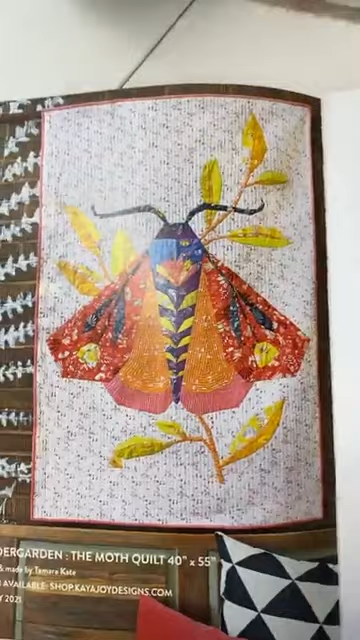 DERGARDEN : THE MOTH QUILT 40" x 55"
& made by Tamara Kate
AVAILABLE- SHOP.KAYAJOYDESIGNS.COM
Y 2021